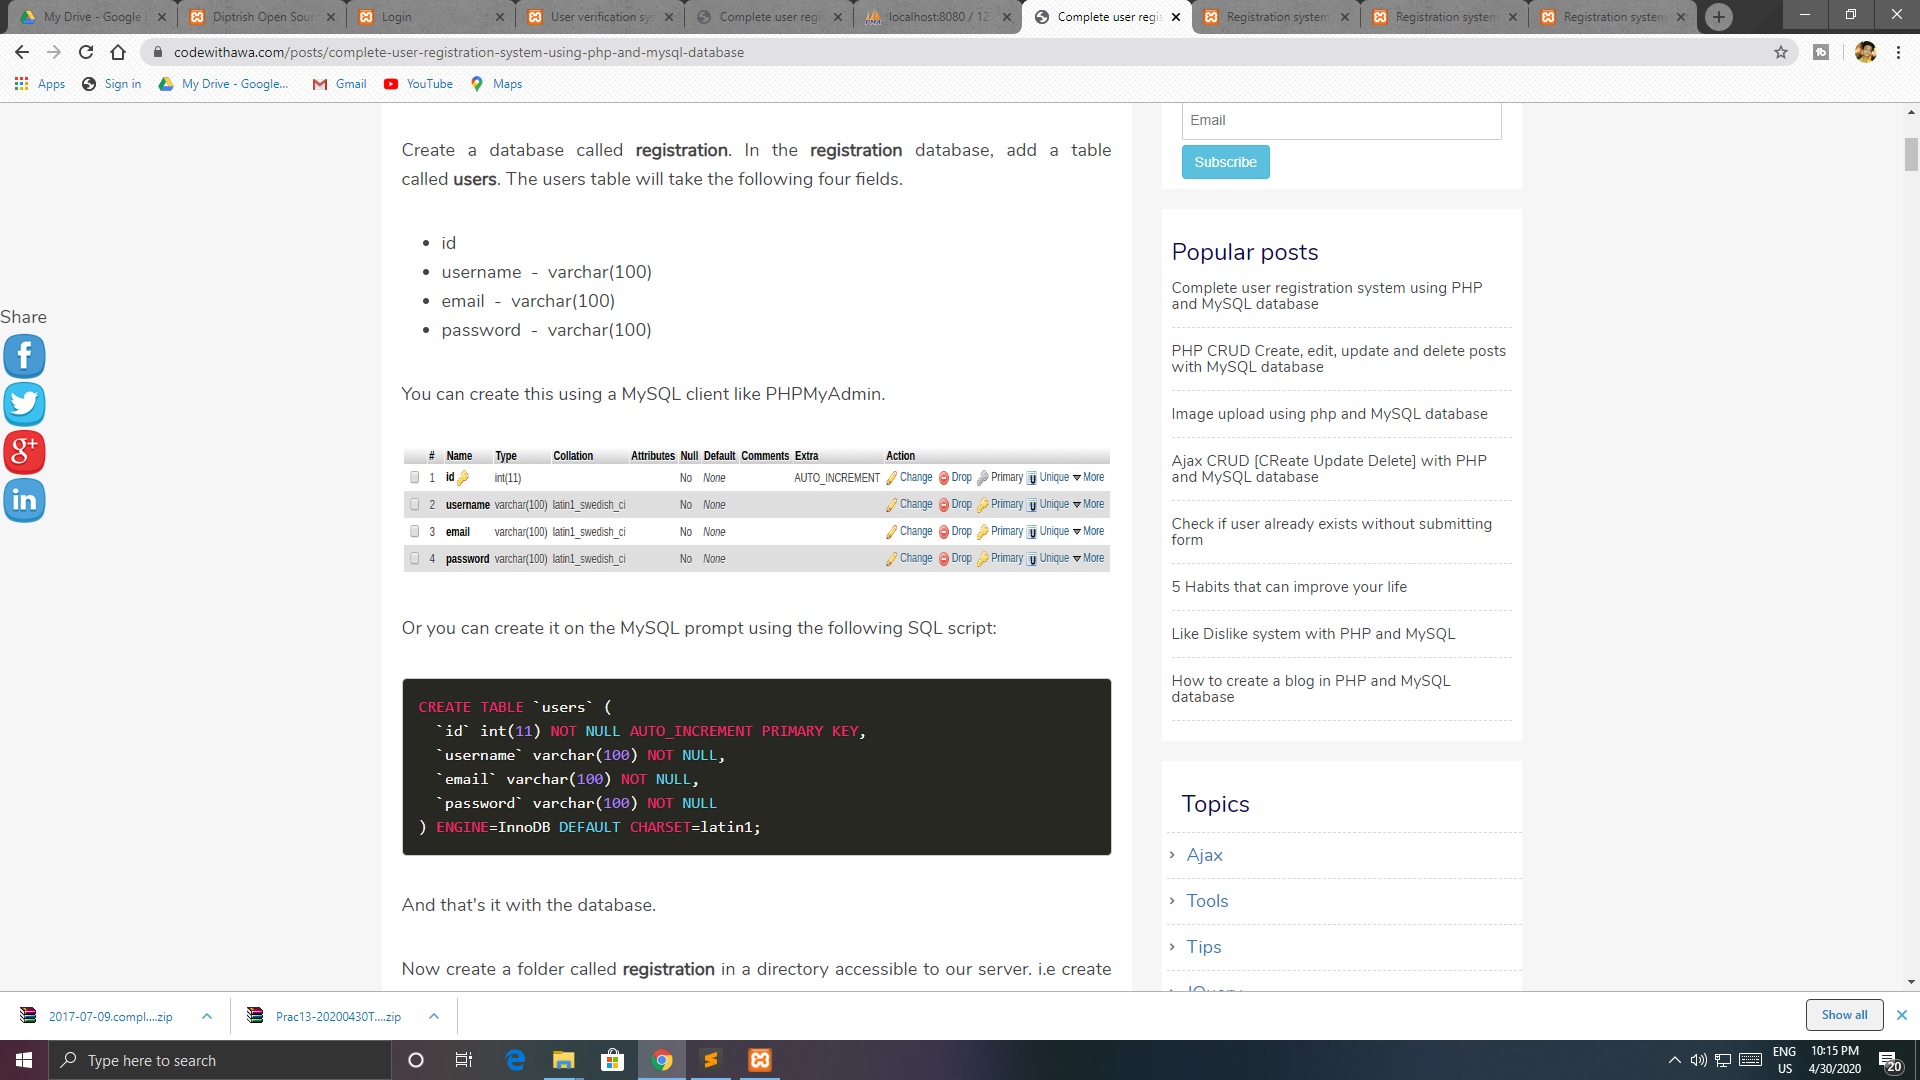 My Drive - Google
Diptrish Open Sour
Login
User verification sy
Complete user regi
localhost:8080 / 12
Complete user regis
Registration system
Registration system
Registration system
codewithawa.com/posts/complete-user-registration-system-using-php-and-mysql-database
Apps
Sign in
My Drive - Google...
Gmail
YouTube
Maps
Create a database called registration. In the registration database, add a table
called users. The users table will take the following four fields.
id
username - varchar(100)
email - varchar(100)
password - varchar(100)
You can create this using a MySQL client like PHPMyAdmin.
# Name Type Collation Attributes Null Default Comments Extra Action
1 id int(11) No None AUTO_INCREMENT Change Drop Primary Unique More
2 username varchar(100) latin1_swedish_ci No None Change Drop Primary Unique More
3 email varchar(100) latin1_swedish_ci No None Change Drop Primary Unique More
4 password varchar(100) latin1_swedish_ci No None Change Drop Primary Unique More
Or you can create it on the MySQL prompt using the following SQL script:
CREATE TABLE `users` (
`id` int(11) NOT NULL AUTO_INCREMENT PRIMARY KEY,
`username` varchar(100) NOT NULL,
`email` varchar(100) NOT NULL,
`password` varchar(100) NOT NULL
) ENGINE=InnoDB DEFAULT CHARSET=latin1;
And that's it with the database.
Now create a folder called registration in a directory accessible to our server. i.e create
Share
Email
Subscribe
Popular posts
Complete user registration system using PHP
and MySQL database
PHP CRUD Create, edit, update and delete posts
with MySQL database
Image upload using php and MySQL database
Ajax CRUD [CReate Update Delete] with PHP
and MySQL database
Check if user already exists without submitting
form
5 Habits that can improve your life
Like Dislike system with PHP and MySQL
How to create a blog in PHP and MySQL
database
Topics
Ajax
Tools
Tips
JQuery
2017-07-09.compl....zip
Prac13-20200430T....zip
Show all
Type here to search
ENG
US
10:15 PM
4/30/2020
20